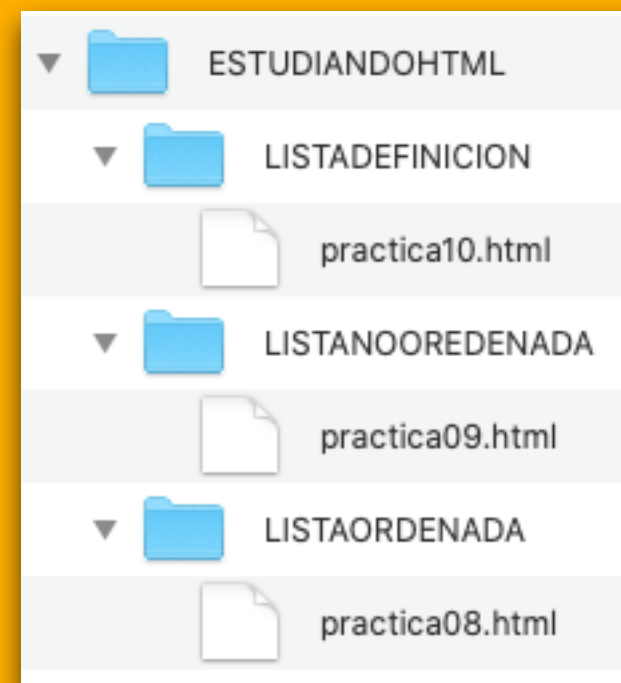 ESTUDIANDOHTML
LISTADEFINICION
practica10.html
LISTANOOREDENADA
practica09.html
LISTAORDENADA
practica08.html